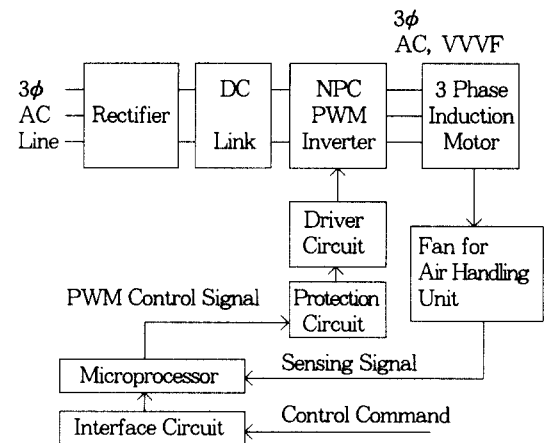 3ϕ
AC, VVVF
3ϕ
AC
Line
Rectifier
DC
Link
NPC
PWM
Inverter
3 Phase
Induction
Motor
Driver
Circuit
Fan for
Air Handling
Unit
PWM Control Signal
Protection
Circuit
Sensing Signal
Microprocessor
Control Command
Interface Circuit